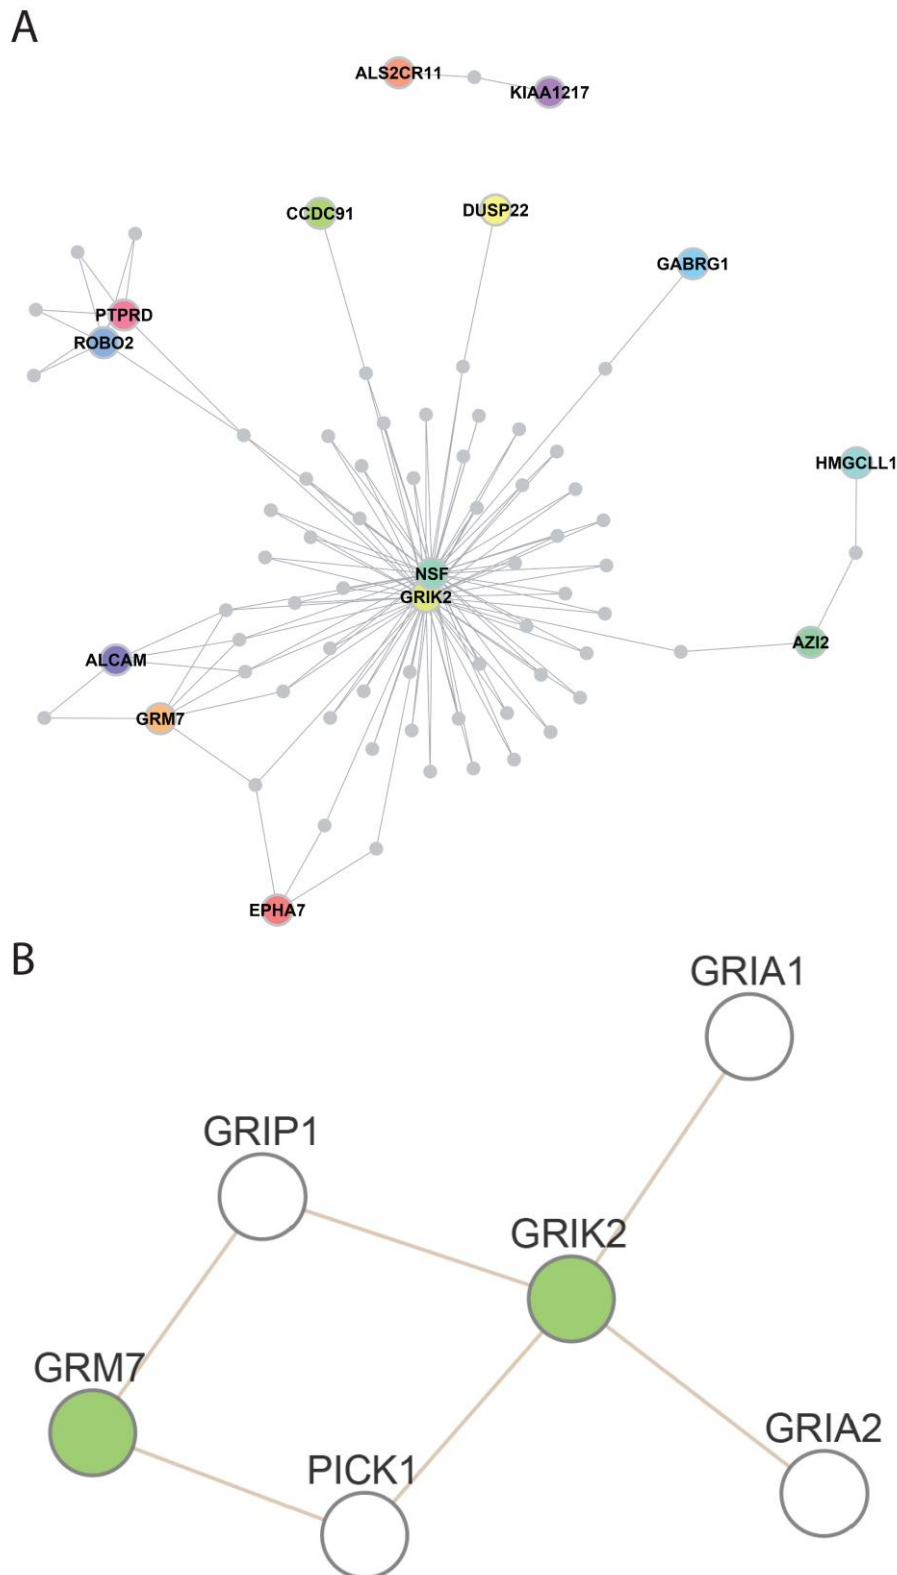 A
ALS2CR11
KIAA1217
CCDC91
DUSP22
GABRG1
PTPRD
ROBO2
HMGCLL1
NSF
GRIK2
AZI2
ALCAM
GRM7
EPHA7
B
GRIA1
GRIP1
GRIK2
GRM7
GRIA2
PICK1